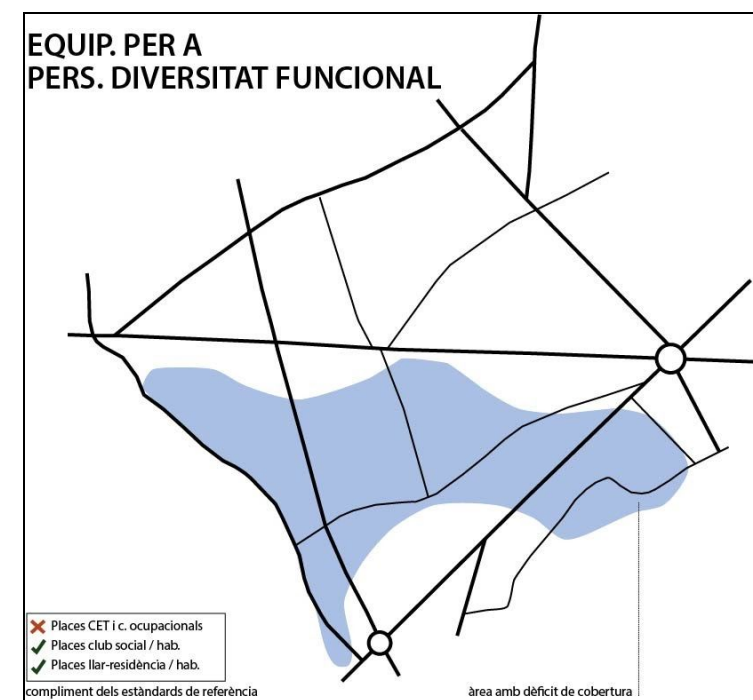 EQUIP. PER A
PERS. DIVERSITAT FUNCIONAL
Places CET i c. ocupacionals
Places club social / hab.
Places llar-residència / hab.
compliment dels estàndards de referència
àrea amb dèficit de cobertura